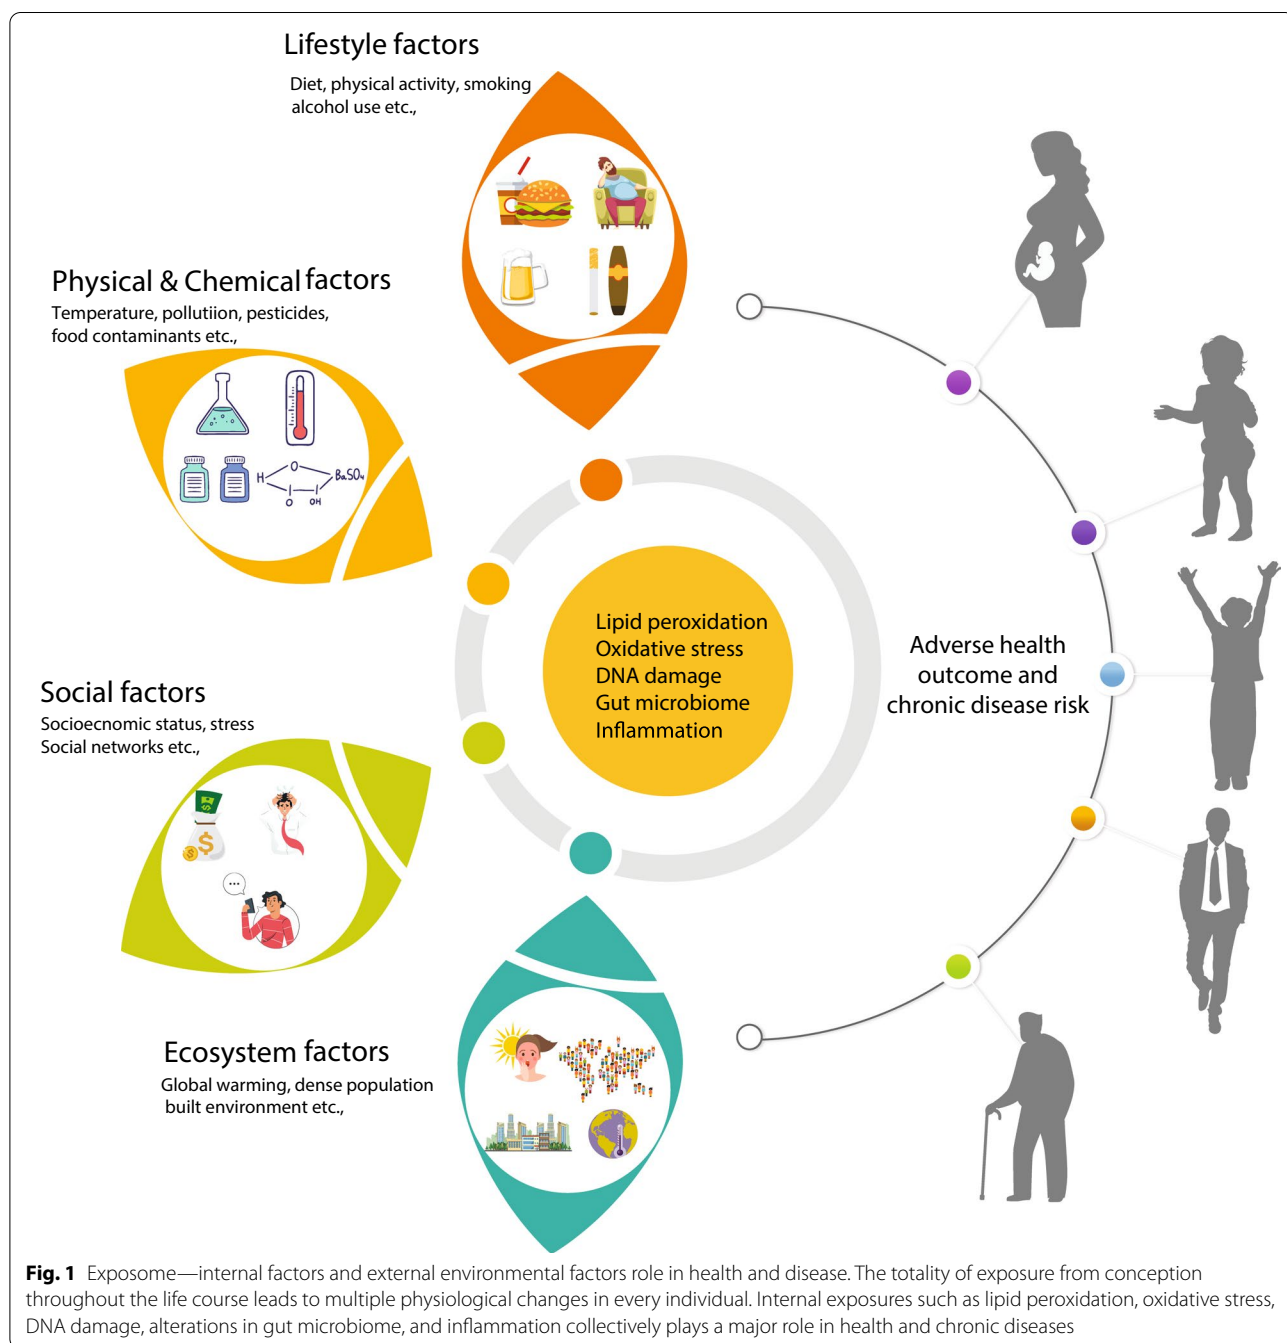 Lifestyle factors
Diet, physical activity, smoking
alcohol use etc.,
Physical & Chemical factors
Temperature, pollutiion, pesticides,
food contaminants etc.,
H
O
BaSO4
O
OH
Lipid peroxidation
Oxidative stress
DNA damage
Gut microbiome
Inflammation
Adverse health
outcome and
chronic disease risk
Social factors
Socioecnomic status, stress
Social networks etc.,
$
$
$
Ecosystem factors
Global warming, dense population
built environment etc.,
Fig. 1 Exposome—internal factors and external environmental factors role in health and disease. The totality of exposure from conception
throughout the life course leads to multiple physiological changes in every individual. Internal exposures such as lipid peroxidation, oxidative stress,
DNA damage, alterations in gut microbiome, and inflammation collectively plays a major role in health and chronic diseases